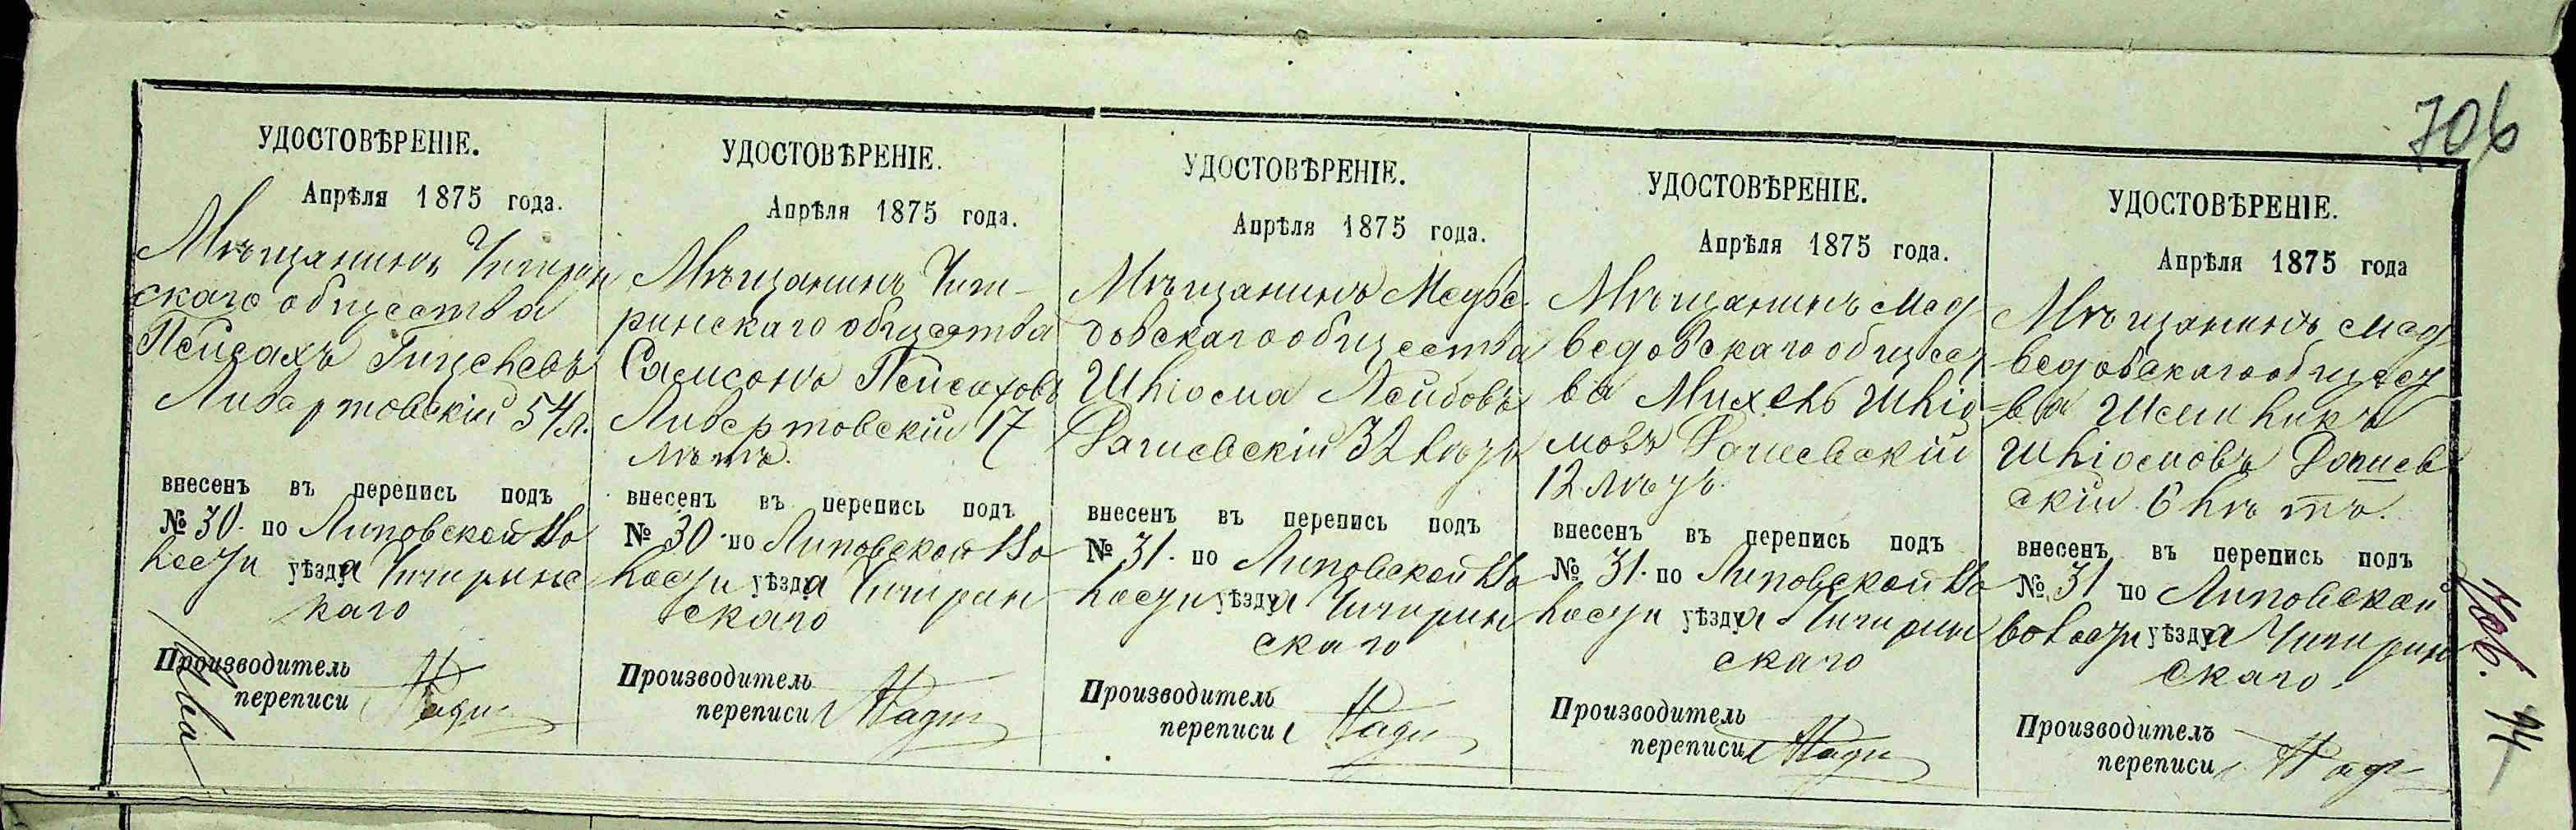 706
УДОСТОВѢРЕНІЕ.
Апрѣля 1875 года.
Мѣщанинъ Чигирин
скаго общества
Пейсахъ
Либертовскій 54 л.
внесенъ въ перепись подъ
№ 30. по Липовской Во
лости уѣзда Чигиринс
каго
Производитель
переписи
УДОСТОВѢРЕНІЕ.
Апрѣля 1875 года.
Мѣщанинъ Чиги-
ринскаго общества
Самсонъ Пейсаховъ
Либертовскій 17
лѣтъ.
внесенъ въ перепись подъ
№ 30 по Липовской Во
лости уѣзда Чигирин
скаго
Производитель
переписи
УДОСТОВѢРЕНІЕ.
Апрѣля 1875 года.
Мѣщанинъ Медве
довскаго общества
Шліома Лейбовъ
Рашевскій 32 лѣтъ
внесенъ въ перепись подъ
№ 31. по Липовской Во
лости уѣзда Чигирин
скаго
Производитель
переписи
УДОСТОВѢРЕНІЕ.
Апрѣля 1875 года.
Мѣщанинъ Мед
ведовскаго общест
ва Михель Шліо
мовъ Рашевскій
12 лѣтъ.
внесенъ въ перепись подъ
№ 31. по Липовской Во
лости уѣзда Чигирин
скаго
Производитель
переписи
УДОСТОВѢРЕНІЕ.
Апрѣля 1875 года
Мѣщанинъ Мед
ведовскаго общест
ва
Шліомовъ Рашев
скій 6 лѣтъ.
внесенъ въ перепись подъ
№ 31 по Липовской
волости уѣзда Чигирин
скаго.
Производитель
переписи